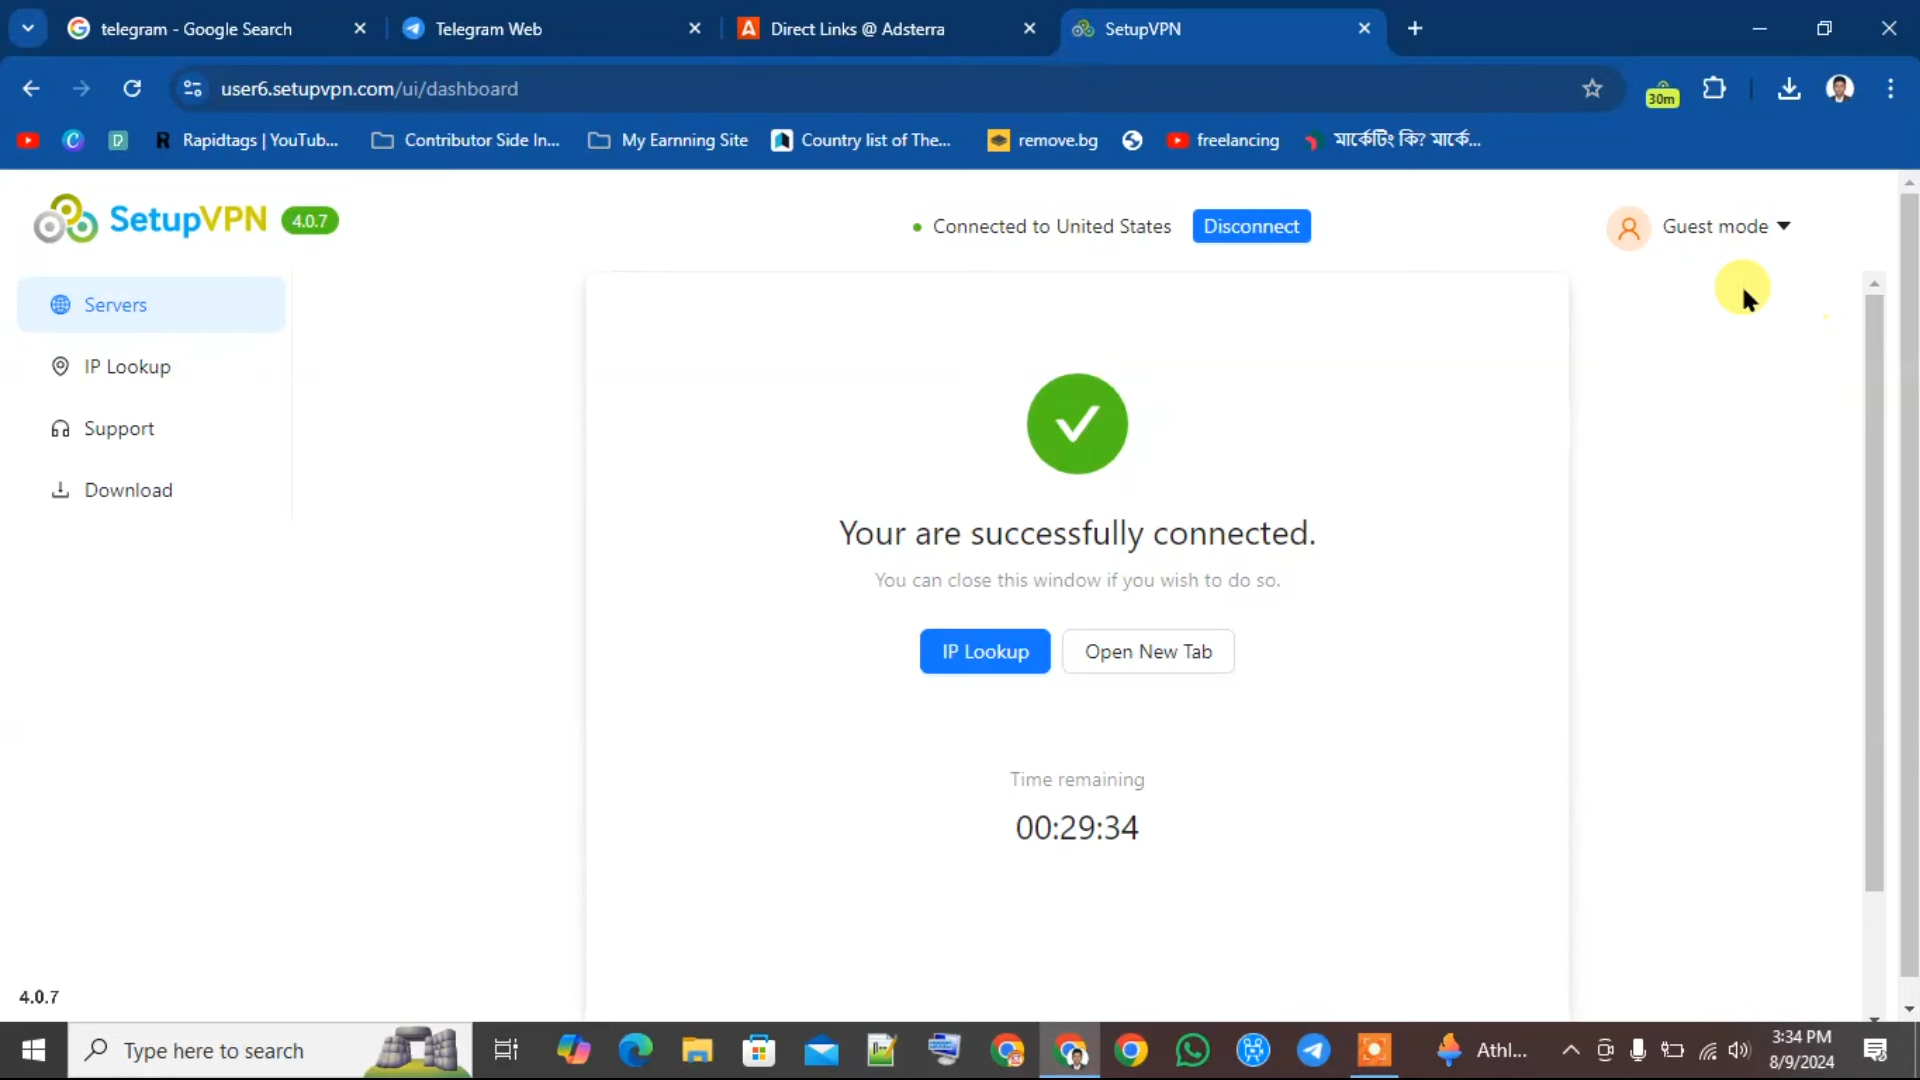 telegram - Google Search
Telegram Web
Direct Links @ Adsterra
SetupVPN
user6.setupvpn.com/ui/dashboard
30m
Rapidtags | YouTub...
Contributor Side In...
My Earnning Site
Country list of The...
remove.bg
freelancing
মার্কেটিং কি? মার্কে...
SetupVPN 4.0.7
Connected to United States
Disconnect
Guest mode
Servers
IP Lookup
Support
Download
Your are successfully connected.
You can close this window if you wish to do so.
IP Lookup
Open New Tab
Time remaining
00:29:34
4.0.7
Type here to search
Athl...
3:34 PM
8/9/2024